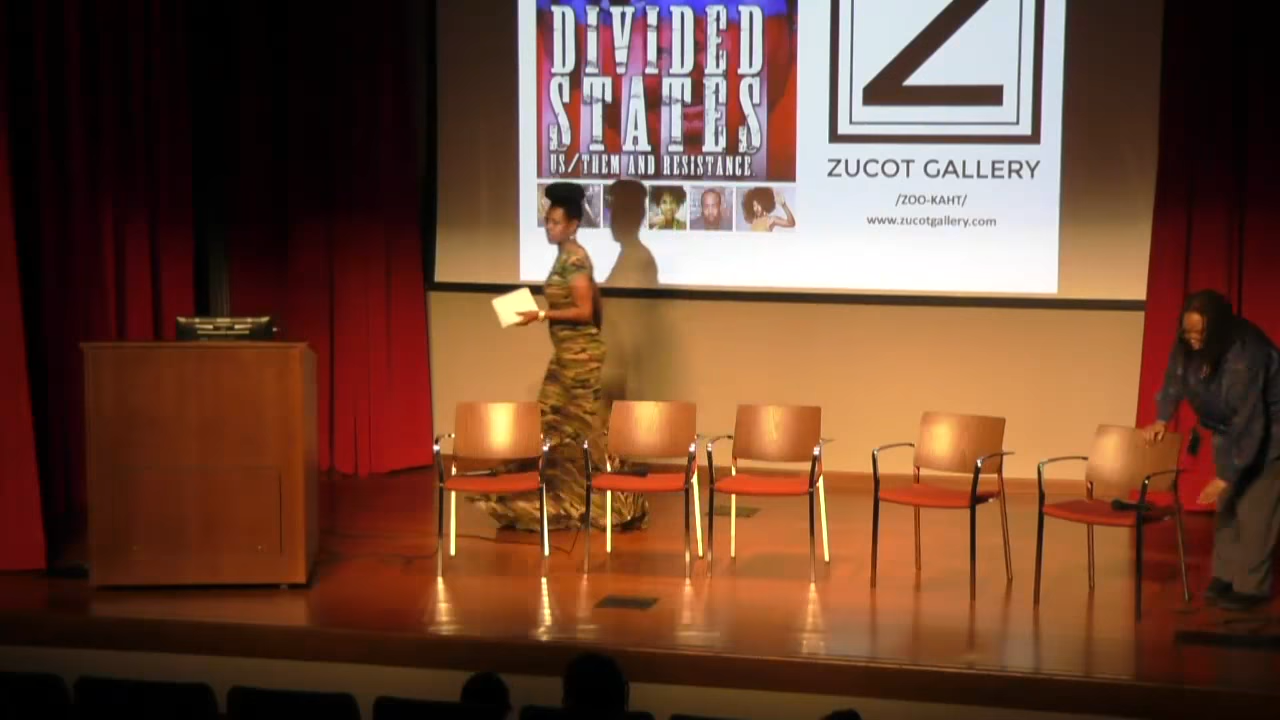 DIVIDED
STATES
US/THEM AND RESISTANCE.
Z
ZUCOT GALLERY
/ZOO-KAHT/
www.zucotgallery.com